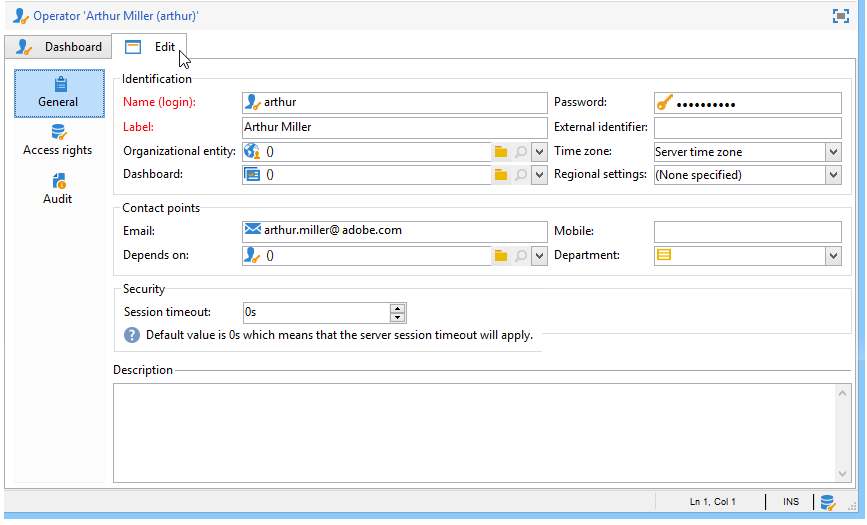 Operator 'Arthur Miller (arthur)'
Dashboard Edit
General
Access rights
Audit
Identification
Name (login): arthur Password: ••••••••••
Label: Arthur Miller External identifier:
Organizational entity: () Time zone: Server time zone
Dashboard: () Regional settings: (None specified)
Contact points
Email: arthur.miller@adobe.com Mobile:
Depends on: () Department:
Security
Session timeout: 0s
Default value is 0s which means that the server session timeout will apply.
Description
Ln 1, Col 1 INS